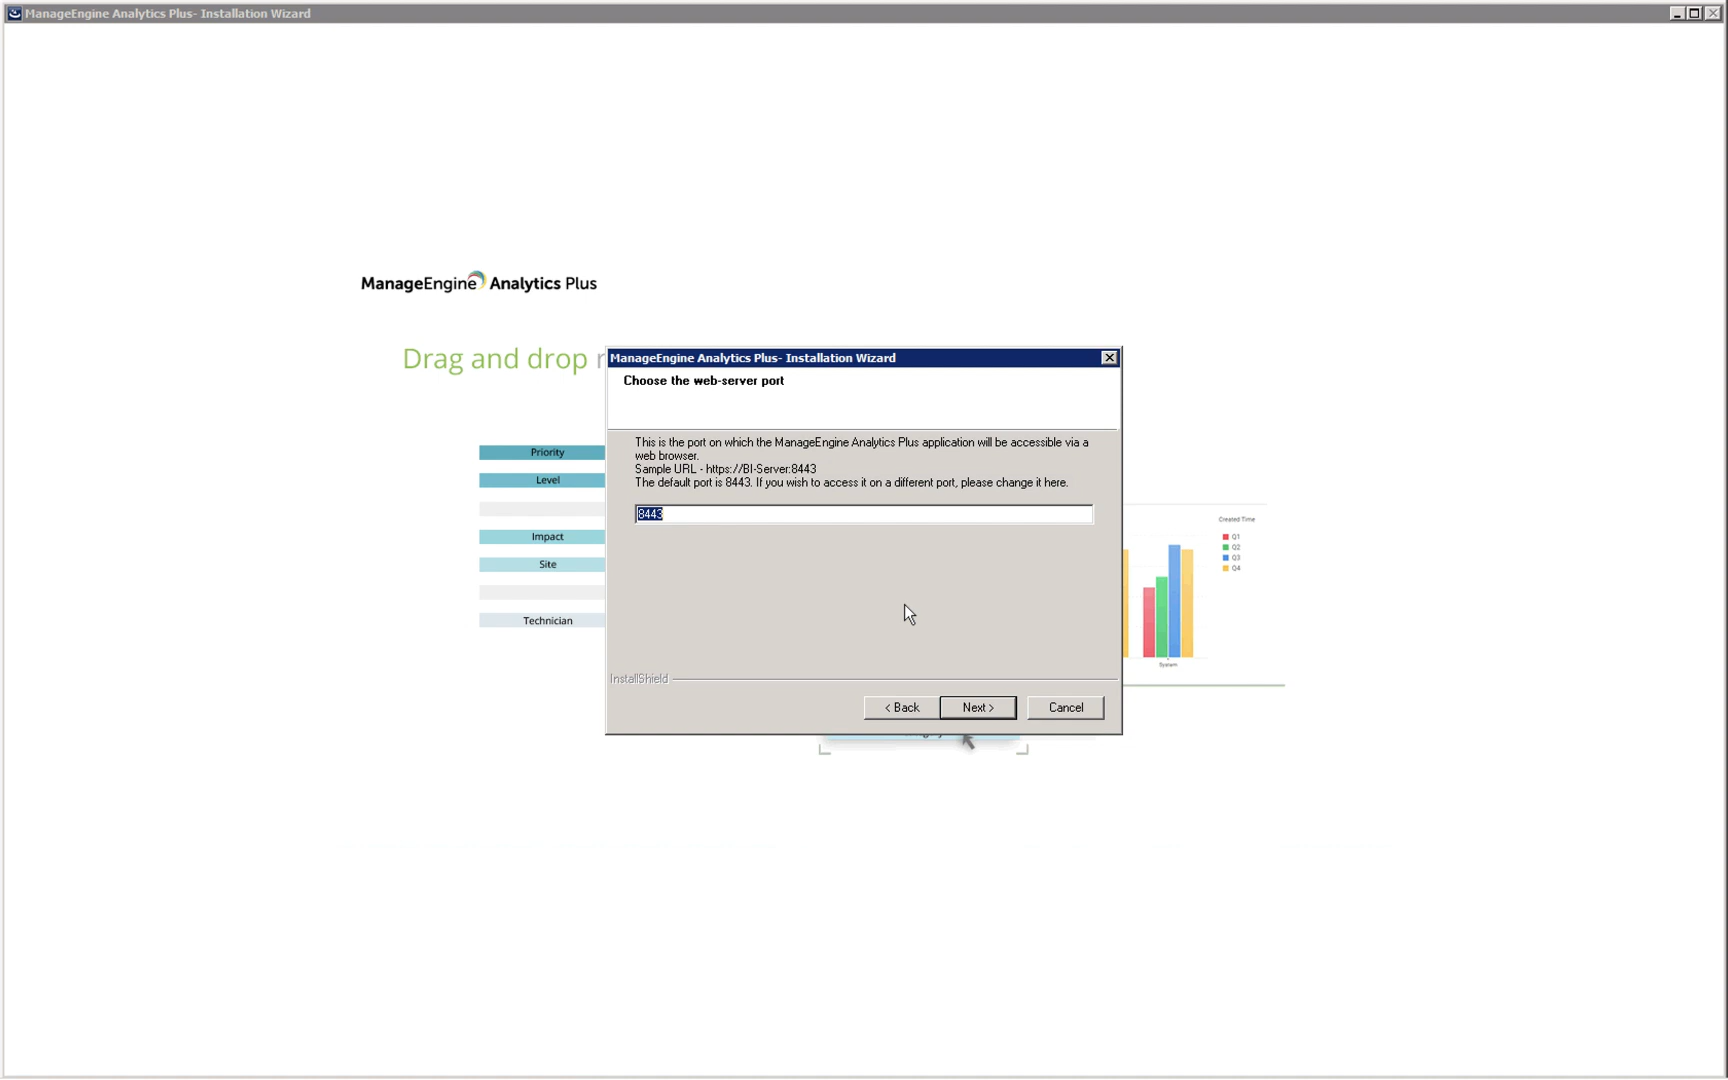 ManageEngine Analytics Plus- Installation Wizard
ManageEngine Analytics Plus
Drag and drop
ManageEngine Analytics Plus- Installation Wizard
Choose the web-server port
This is the port on which the ManageEngine Analytics Plus application will be accessible via a
web browser.
Sample URL - https://BI-Server:8443
The default port is 8443. If you wish to access it on a different port, please change it here.
8443
Priority
Level
Impact
Site
Technician
Created Time
Q1
Q2
Q3
Q4
System
InstallShield
< Back
Next >
Cancel